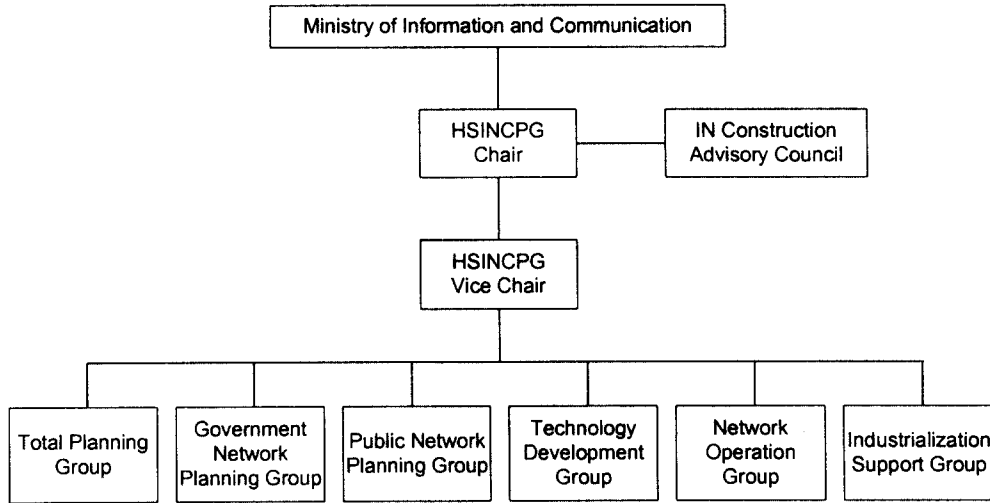 Ministry of Information and Communication
HSINCPG
Chair
IN Construction
Advisory Council
HSINCPG
Vice Chair
Total Planning
Group
Government
Network
Planning Group
Public Network
Planning Group
Technology
Development
Group
Network
Operation
Group
Industrialization
Support Group